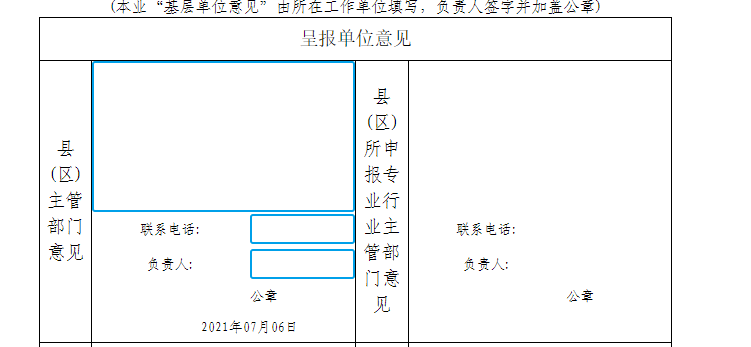 (本业“基层单位意见”由所在工作单位填写，负责人签字并加盖公章)
呈报单位意见
县
(区)
主管
部门
意见
联系电话:
负责人:
公章
2021年07月06日
县
(区)
所申
报专
业行
业主
管部
门意
见
联系电话:
负责人:
公章